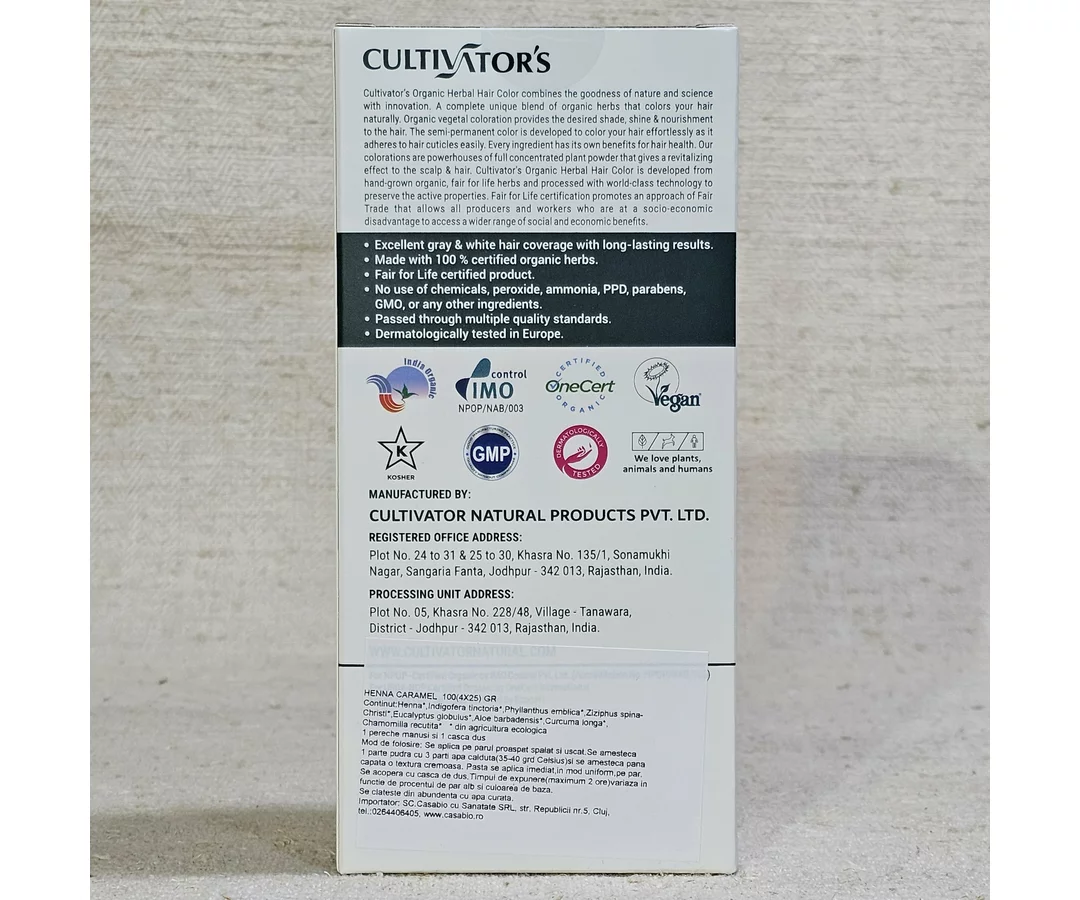 CULTIVATOR'S
Cultivator's Organic Herbal Hair Color combines the goodness of nature and science
with innovation. A complete unique blend of organic herbs that colors your hair
naturally. Organic vegetal coloration provides the desired shade, shine & nourishment
to the hair. The semi-permanent color is developed to color your hair effortlessly as it
adheres to hair cuticles easily. Every ingredient has its own benefits for hair health. Our
colorations are powerhouses of full concentrated plant powder that gives a revitalizing
effect to the scalp & hair. Cultivator's Organic Herbal Hair Color is developed from
hand-grown organic, fair for life herbs and processed with world-class technology to
preserve the active properties. Fair for Life certification promotes an approach of Fair
Trade that allows all producers and workers who are at a socio-economic
disadvantage to access a wider range of social and economic benefits.
• Excellent gray & white hair coverage with long-lasting results.
• Made with 100 % certified organic herbs.
• Fair for Life certified product.
• No use of chemicals, peroxide, ammonia, PPD, parabens,
GMO, or any other ingredients.
• Passed through multiple quality standards.
• Dermatologically tested in Europe.
India Organic
control
IMO
NPOP/NAB/003
CERTIFIED
OneCert
ORGANIC
Vegan
K
KOSHER
GMP
DERMATOLOGICALLY
TESTED
We love plants,
animals and humans
MANUFACTURED BY:
CULTIVATOR NATURAL PRODUCTS PVT. LTD.
REGISTERED OFFICE ADDRESS:
Plot No. 24 to 31 & 25 to 30, Khasra No. 135/1, Sonamukhi
Nagar, Sangaria Fanta, Jodhpur - 342 013, Rajasthan, India.
PROCESSING UNIT ADDRESS:
Plot No. 05, Khasra No. 228/48, Village - Tanawara,
District - Jodhpur - 342 013, Rajasthan, India.
WWW.CULTIVATORNATURAL.COM
HENNA CARAMEL 100(4X25) GR
Continut:Henna*,Indigofera tinctoria*,Phyllanthus emblica*,Ziziphus spina-
Christi*,Eucalyptus globulus*,Aloe barbadensis*,Curcuma longa*,
Chamomilla recutita* * din agricultura ecologica
1 pereche manusi si 1 casca dus
Mod de folosire: Se aplica pe parul proaspat spalat si uscat.Se amesteca
1 parte pudra cu 3 parti apa calduta(35-40 grd Celsius)si se amesteca pana
capata o textura cremoasa. Pasta se aplica imediat,in mod uniform,pe par.
Se acopera cu casca de dus.Timpul de expunere(maximum 2 ore)variaza in
functie de procentul de par alb si culoarea de baza.
Se clateste din abundenta cu apa curata.
Importator: SC.Casabio cu Sanatate SRL, str. Republicii nr.5, Cluj,
tel.:0264406405, www.casabio.ro